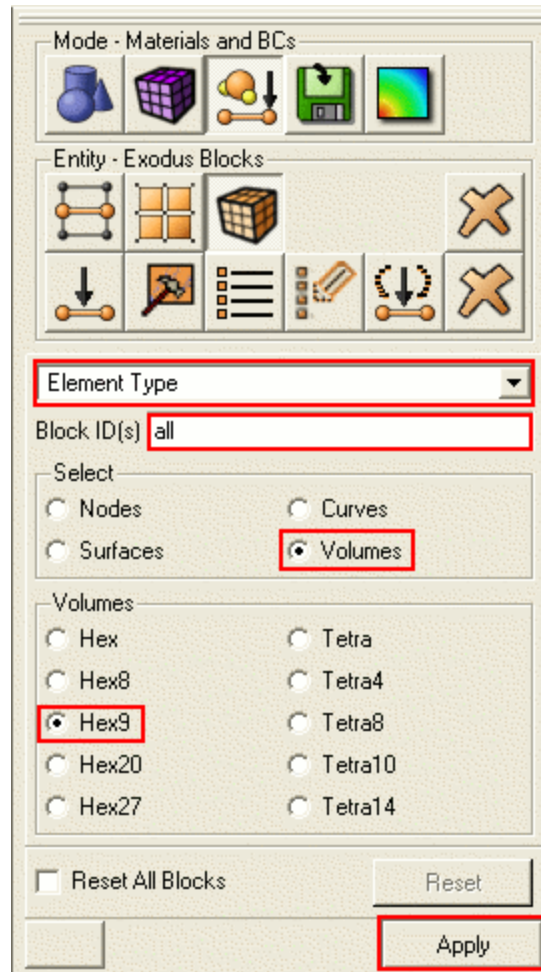 Mode - Materials and BCs
Entity - Exodus Blocks
Element Type
Block ID(s) all
Select
Nodes Curves
Surfaces Volumes
Volumes
Hex Tetra
Hex8 Tetra4
Hex9 Tetra8
Hex20 Tetra10
Hex27 Tetra14
Reset All Blocks Reset
Apply